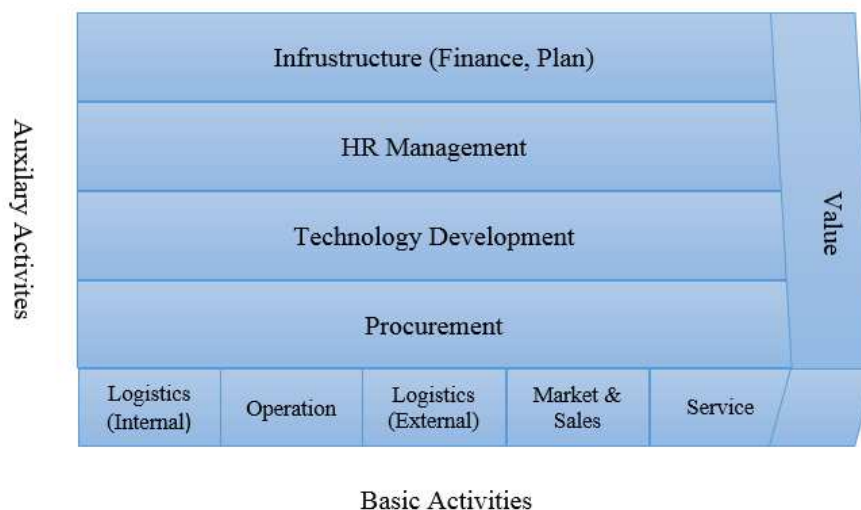 Infrustructure (Finance, Plan)
HR Management
Technology Development
Procurement
Auxilary Activites
Value
Logistics
(Internal)
Operation
Logistics
(External)
Market &
Sales
Service
Basic Activities